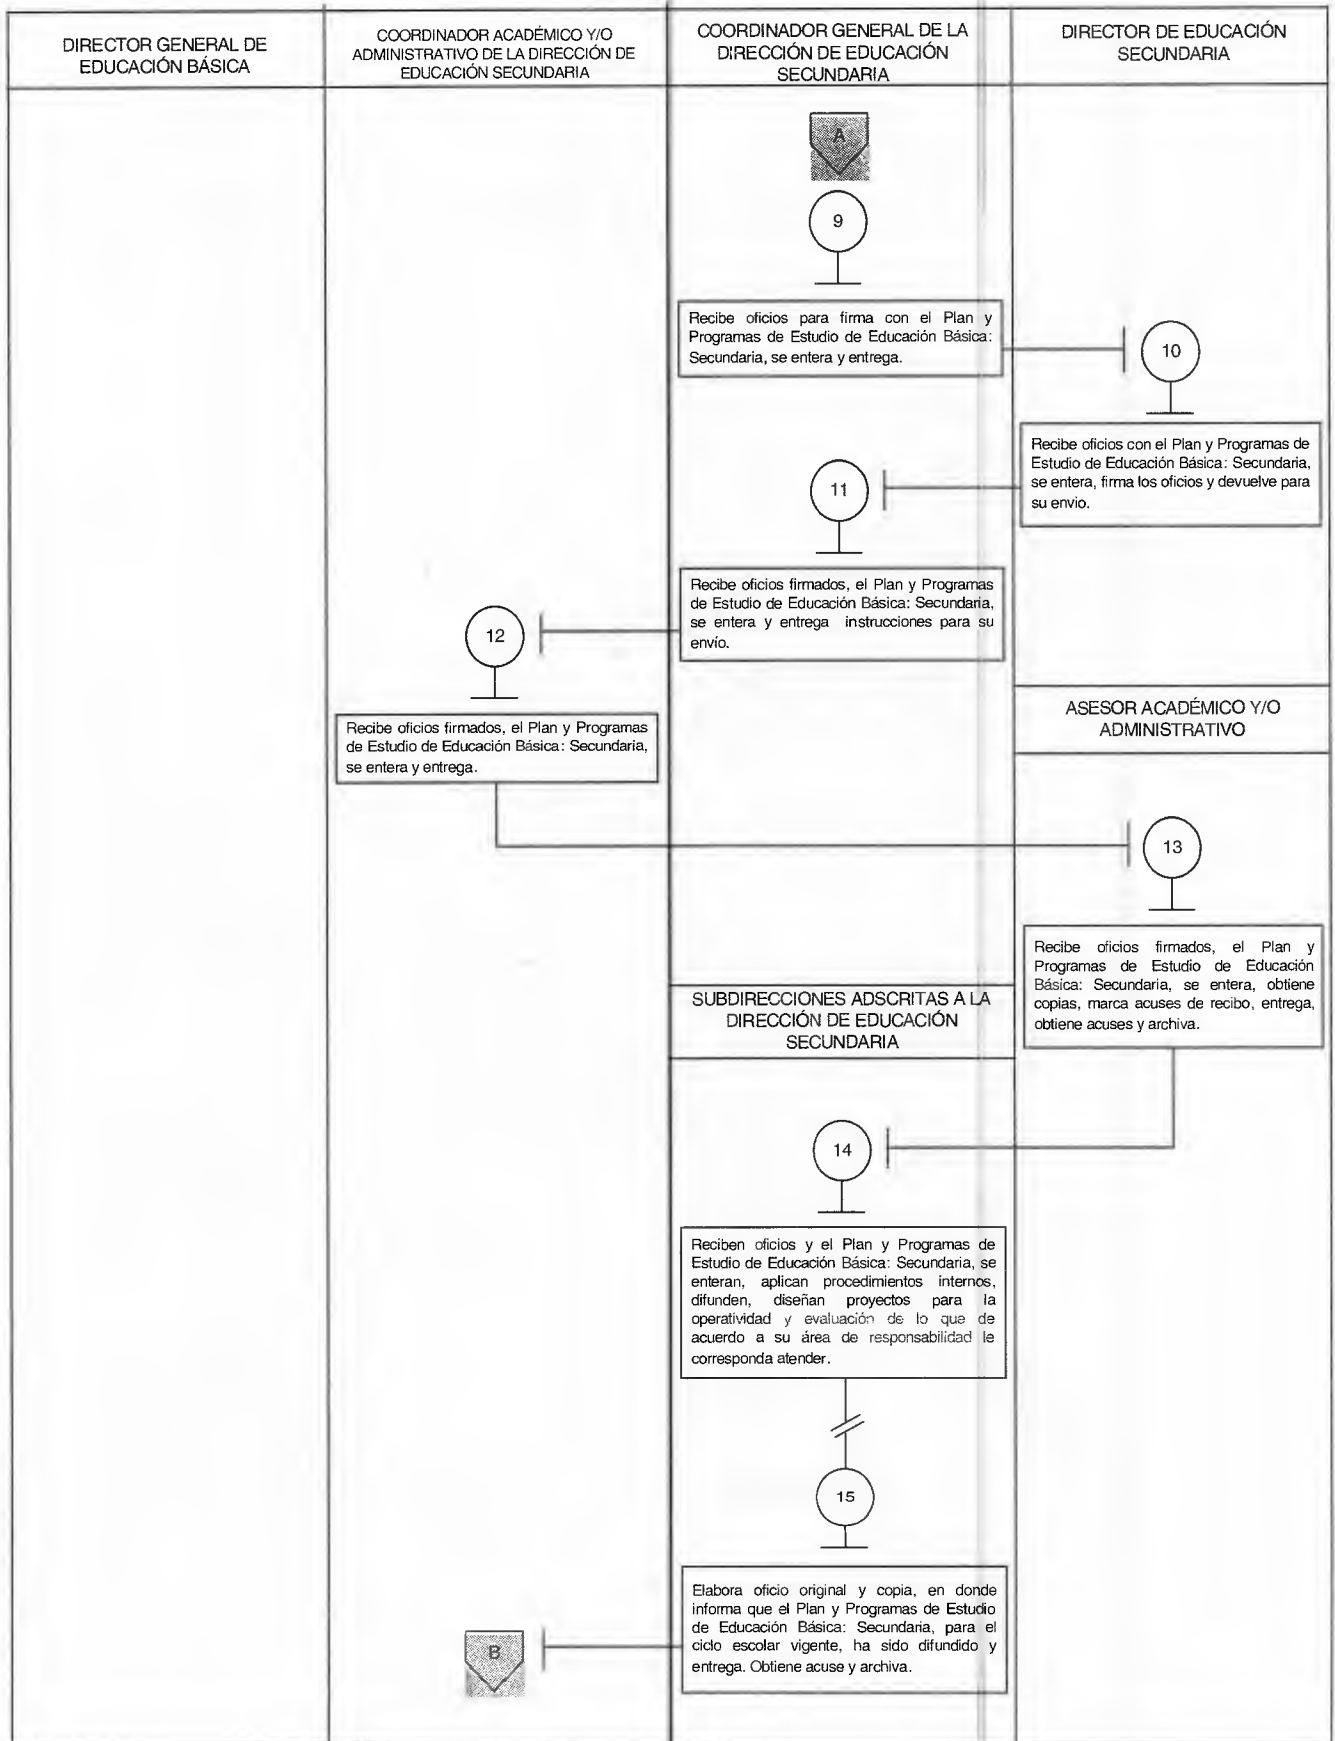 DIRECTOR GENERAL DE
EDUCACIÓN BÁSICA
COORDINADOR ACADÉMICO Y/O
ADMINISTRATIVO DE LA DIRECCIÓN DE
EDUCACIÓN SECUNDARIA
COORDINADOR GENERAL DE LA
DIRECCIÓN DE EDUCACIÓN
SECUNDARIA
DIRECTOR DE EDUCACIÓN
SECUNDARIA
A
9
Recibe oficios para firma con el Plan y
Programas de Estudio de Educación Básica:
Secundaria, se entera y entrega.
10
Recibe oficios con el Plan y Programas de
Estudio de Educación Básica: Secundaria,
se entera, firma los oficios y devuelve para
su envio.
11
Recibe oficios firmados, el Plan y Programas
de Estudio de Educación Básica: Secundaria,
se entera y entrega instrucciones para su
envío.
12
Recibe oficios firmados, el Plan y Programas
de Estudio de Educación Básica: Secundaria,
se entera y entrega.
ASESOR ACADÉMICO Y/O
ADMINISTRATIVO
13
Recibe oficios firmados, el Plan y
Programas de Estudio de Educación
Básica: Secundaria, se entera, obtiene
copias, marca acuses de recibo, entrega,
obtiene acuses y archiva.
SUBDIRECCIONES ADSCRITAS A LA
DIRECCIÓN DE EDUCACIÓN
SECUNDARIA
14
Reciben oficios y el Plan y Programas de
Estudio de Educación Básica: Secundaria, se
enteran, aplican procedimientos internos,
difunden, diseñan proyectos para la
operatividad y evaluación de lo que de
acuerdo a su área de responsabilidad le
corresponda atender.
15
Elabora oficio original y copia, en donde
informa que el Plan y Programas de Estudio
de Educación Básica: Secundaria, para el
ciclo escolar vigente, ha sido difundido y
entrega. Obtiene acuse y archiva.
B